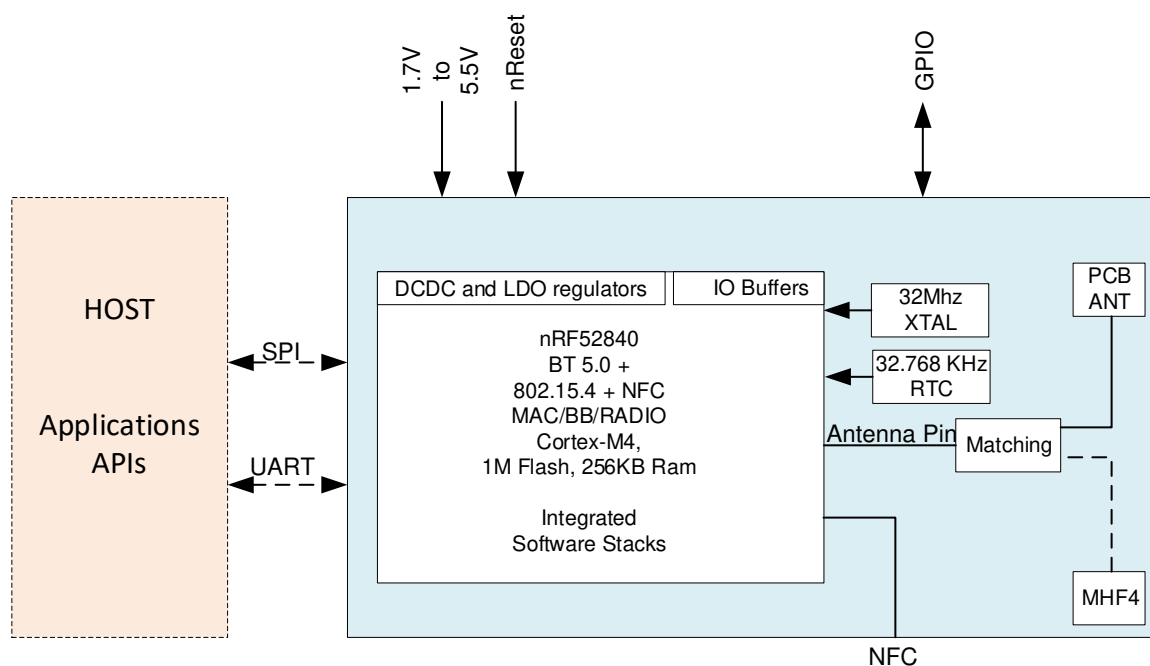 1.7V
to
5.5V
nReset
GPIO
HOST
Applications
APIs
SPI
UART
DCDC and LDO regulators
IO Buffers
nRF52840
BT 5.0 +
802.15.4 + NFC
MAC/BB/RADIO
Cortex-M4,
1M Flash, 256KB Ram
Integrated
Software Stacks
32Mhz
XTAL
32.768 KHz
RTC
PCB
ANT
Antenna Pin
Matching
MHF4
NFC